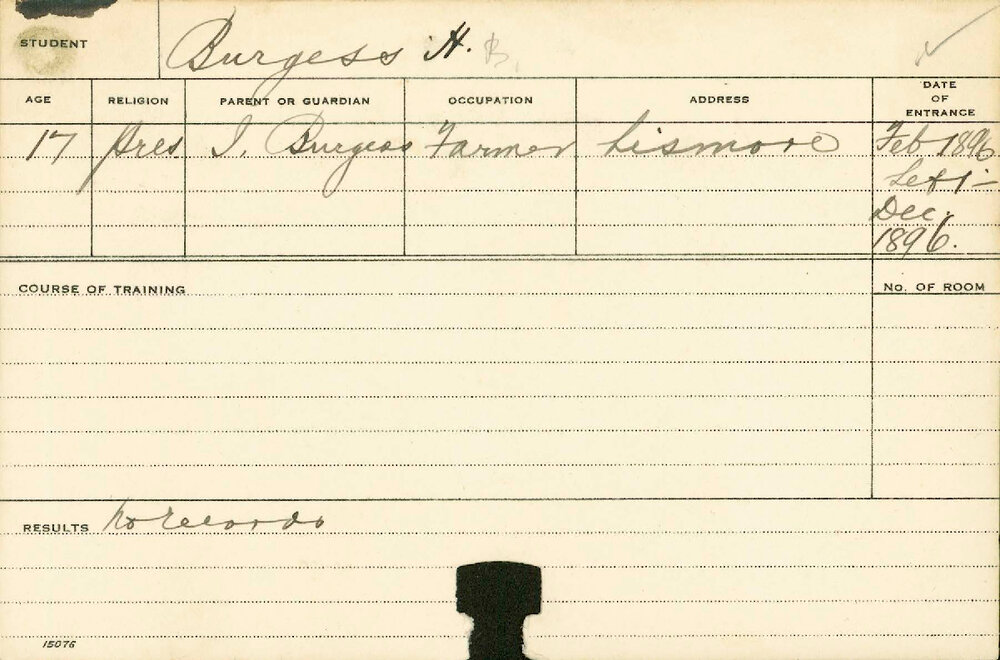 STUDENT Burgess H. B.
AGE RELIGION PARENT OR GUARDIAN OCCUPATION ADDRESS DATE OF ENTRANCE
17 Pres J. Burgess Farmer Lismore Feb 1896
Left:-
Dec.
1896.
COURSE OF TRAINING No. OF ROOM
RESULTS No records
15076